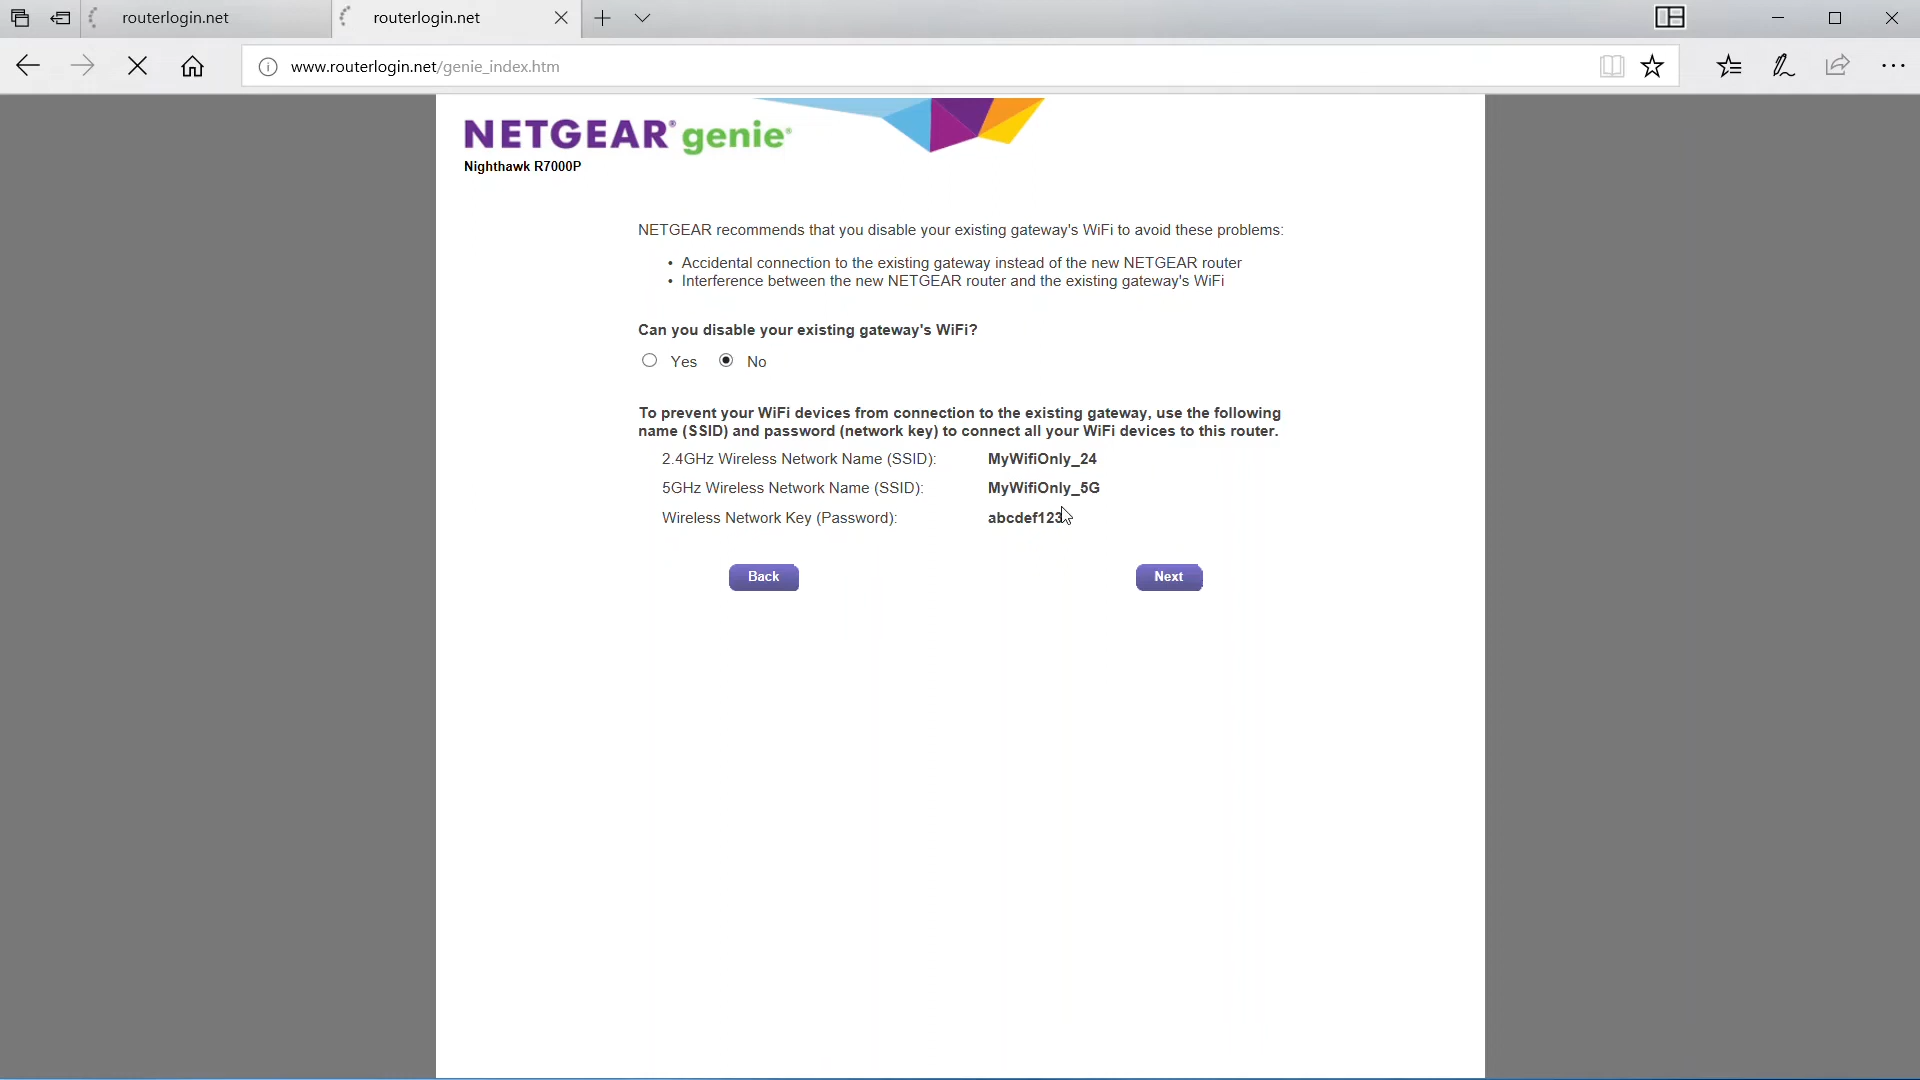 routerlogin.net
routerlogin.net
www.routerlogin.net/genie_index.htm
NETGEAR® genie®
Nighthawk R7000P
NETGEAR recommends that you disable your existing gateway's WiFi to avoid these problems:
• Accidental connection to the existing gateway instead of the new NETGEAR router
• Interference between the new NETGEAR router and the existing gateway's WiFi
Can you disable your existing gateway's WiFi?
Yes No
To prevent your WiFi devices from connection to the existing gateway, use the following
name (SSID) and password (network key) to connect all your WiFi devices to this router.
2.4GHz Wireless Network Name (SSID): MyWifiOnly_24
5GHz Wireless Network Name (SSID): MyWifiOnly_5G
Wireless Network Key (Password): abcdef123
Back Next